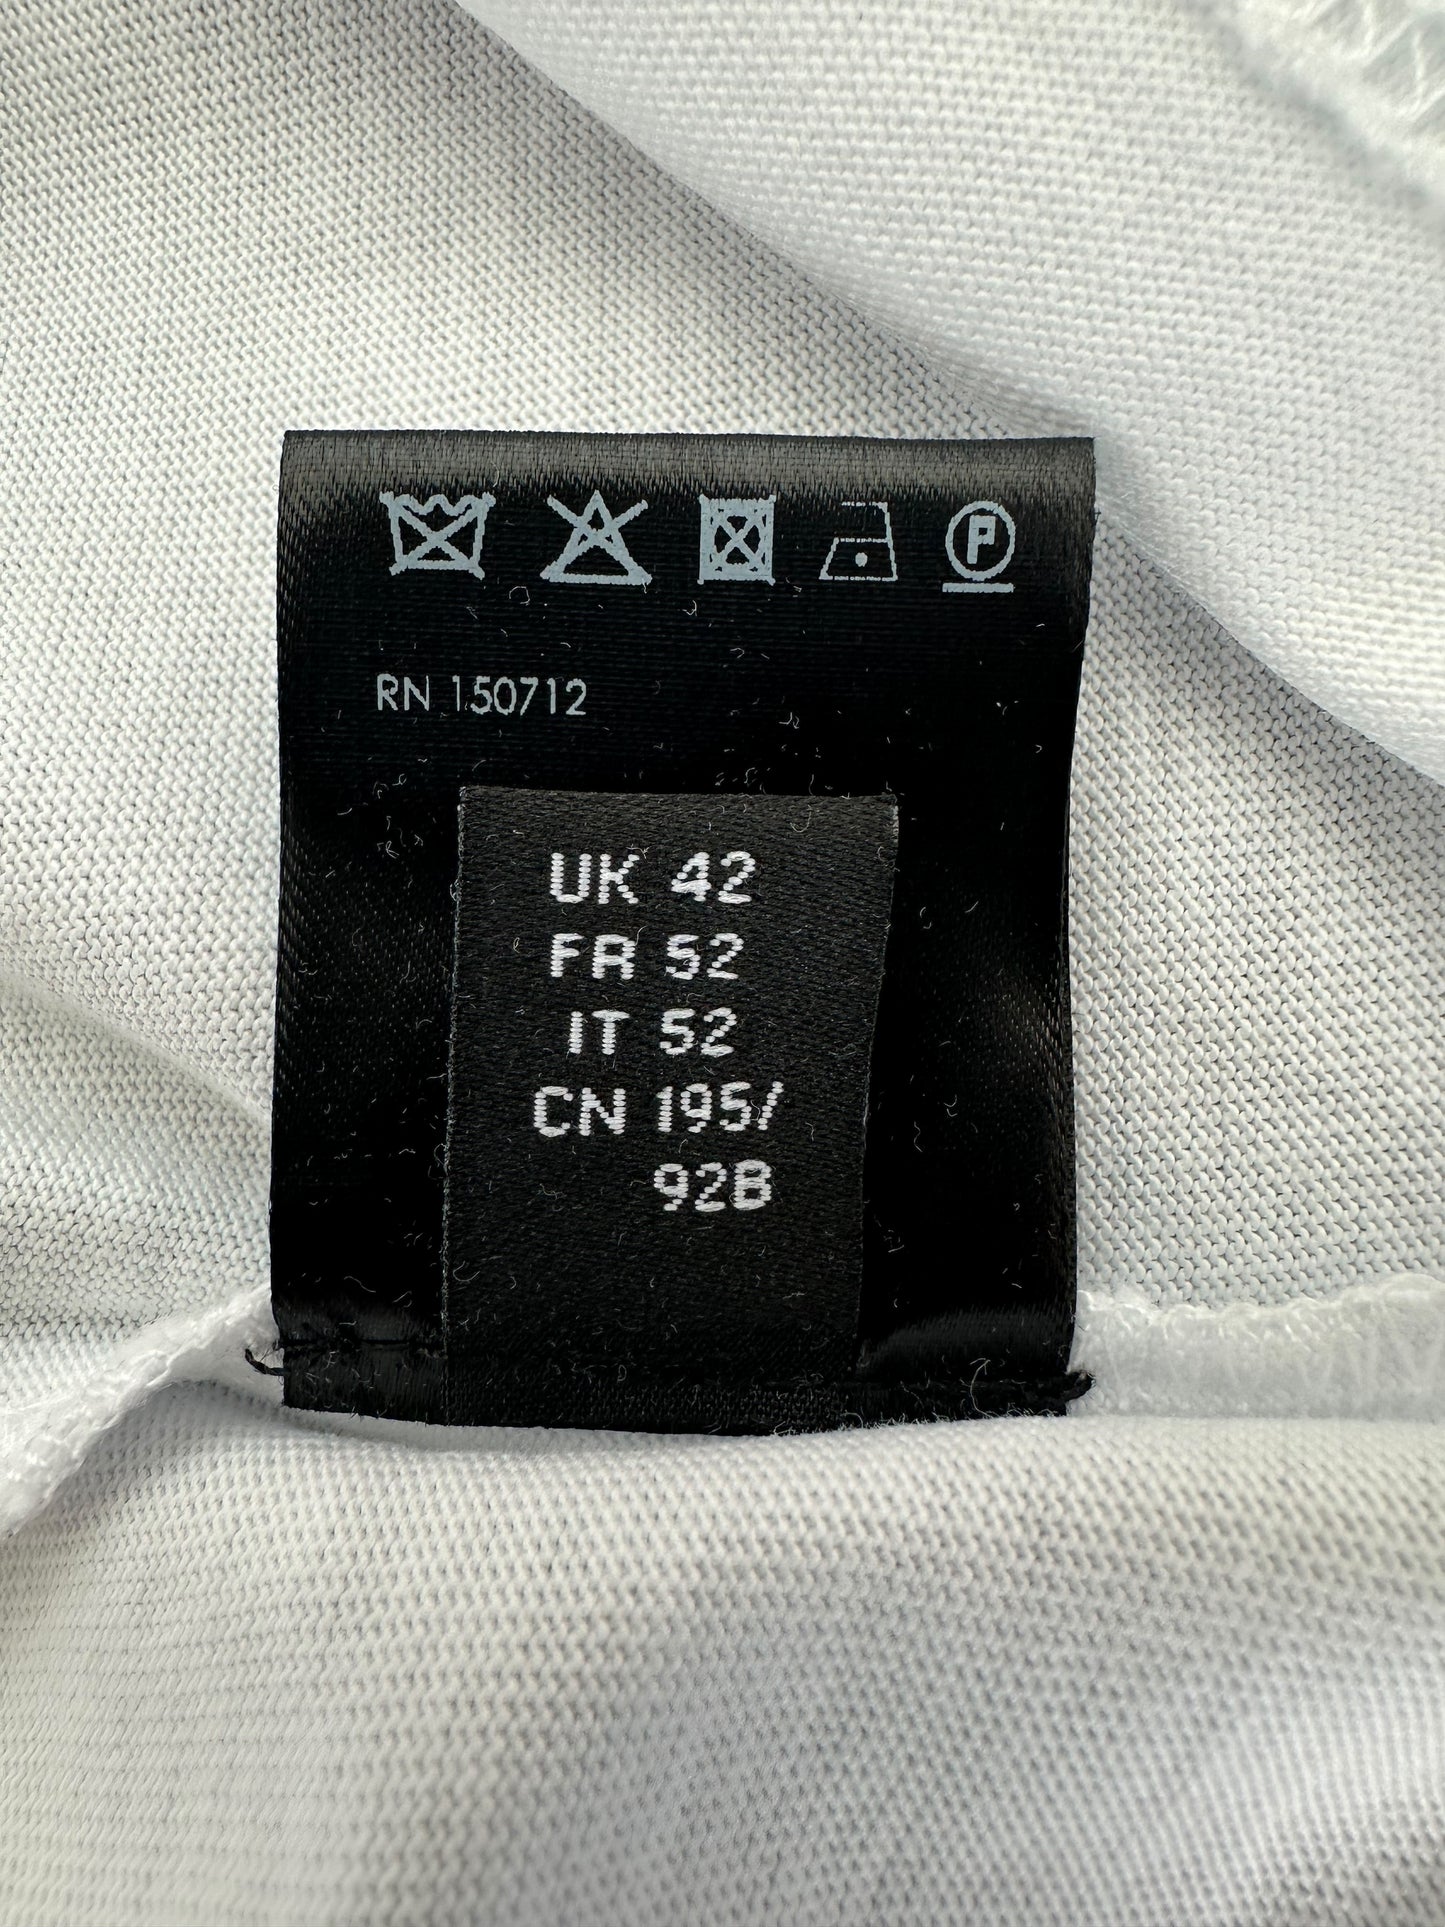 P
RN 150712
UK 42
FR 52
IT 52
CN 195/
92B